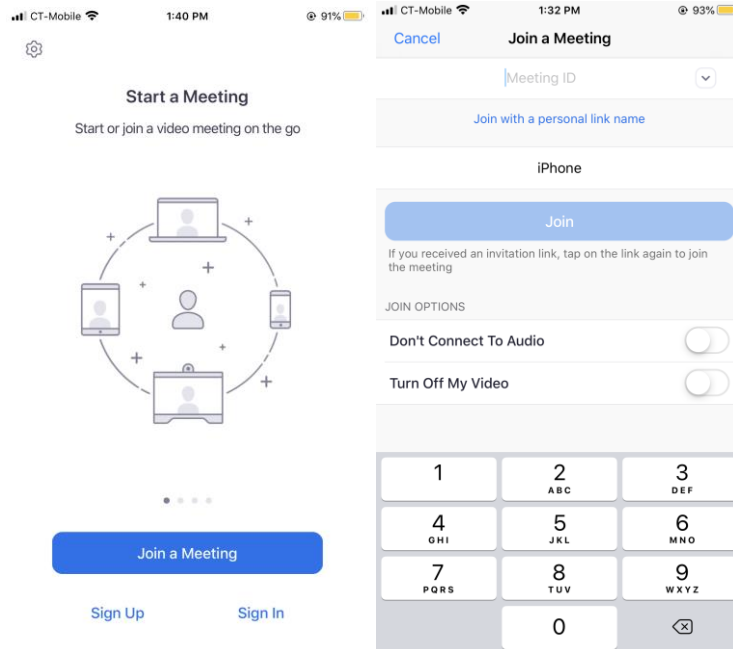 CT-Mobile 1:40 PM 91%
Start a Meeting
Start or join a video meeting on the go
Join a Meeting
Sign Up Sign In
CT-Mobile 1:32 PM 93%
Cancel Join a Meeting
Meeting ID
Join with a personal link name
iPhone
Join
If you received an invitation link, tap on the link again to join
the meeting
JOIN OPTIONS
Don't Connect To Audio
Turn Off My Video
1 2 3
ABC DEF
4 5 6
GHI JKL MNO
7 8 9
PQRS TUV WXYZ
0